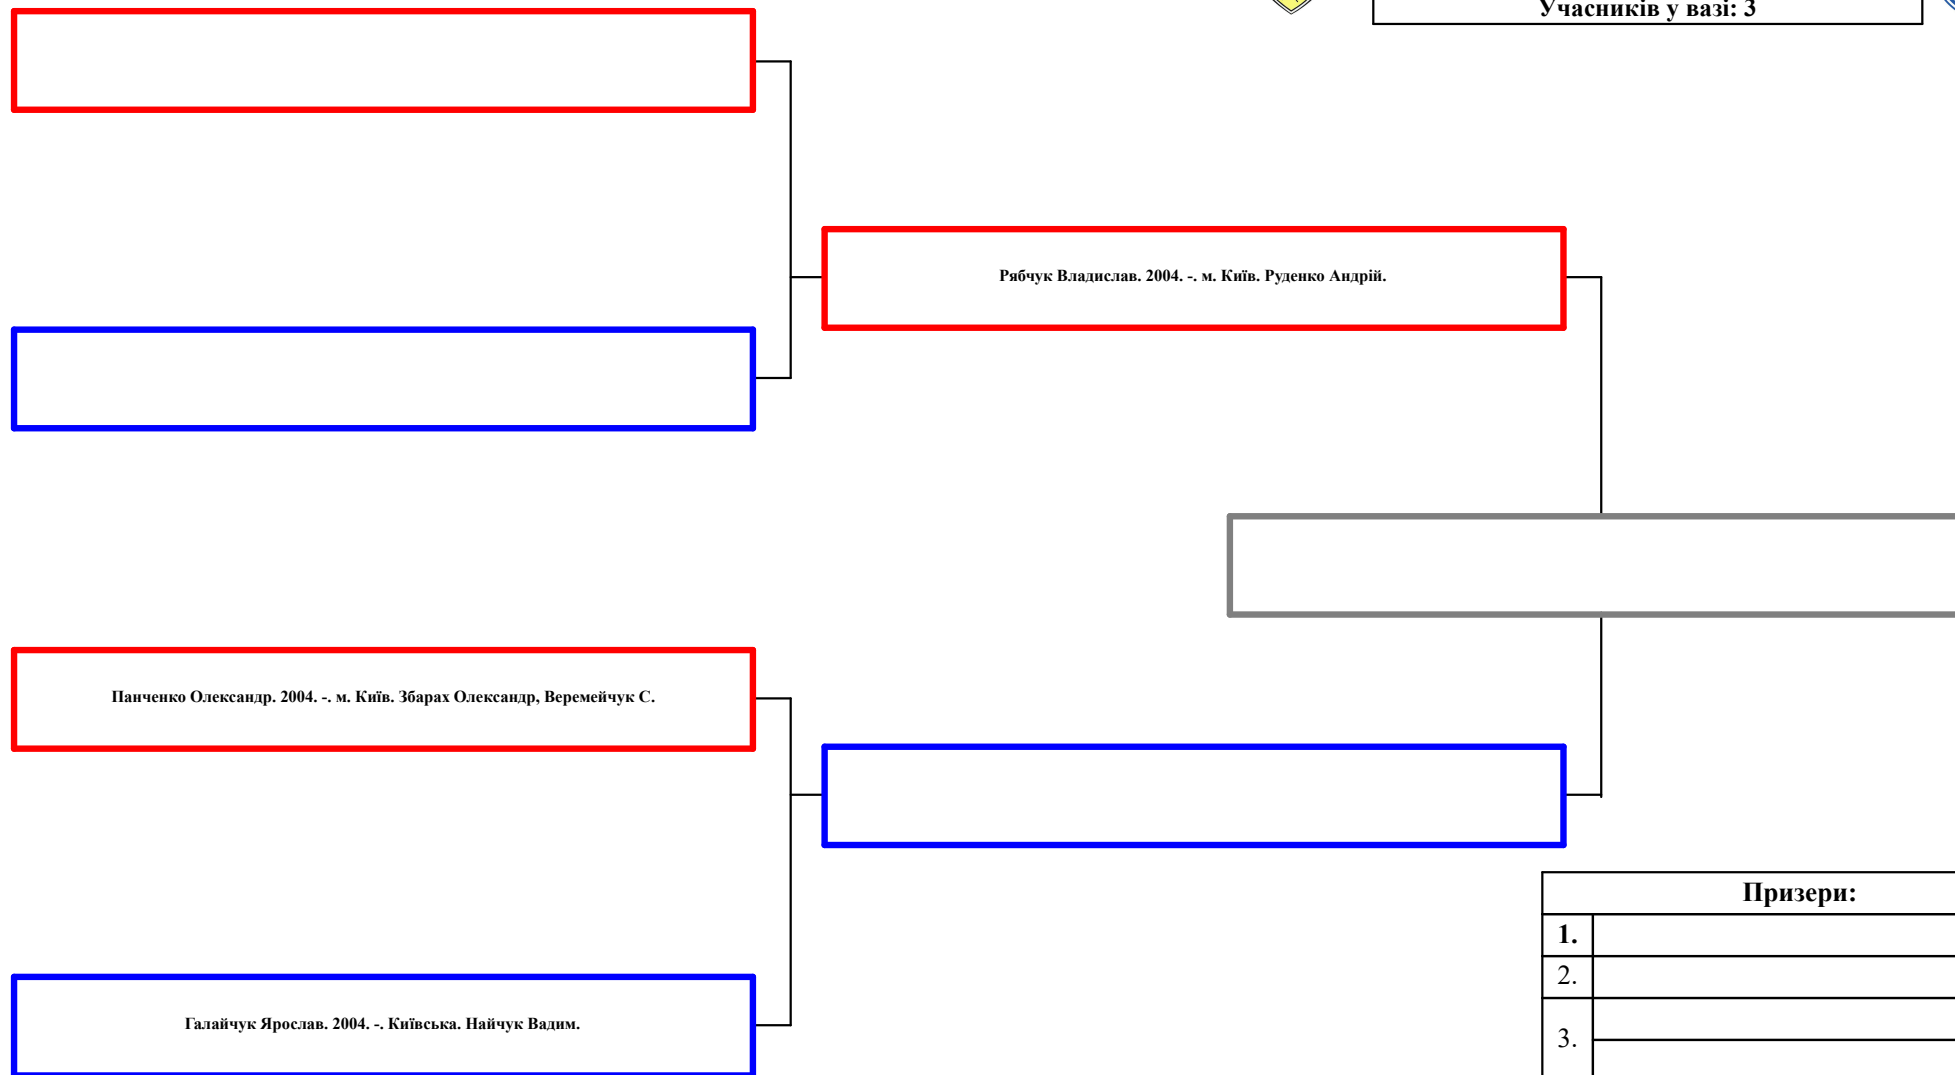 Учасників у вазі: 3
Рябчук Владислав. 2004. -. м. Київ. Руденко Андрій.
Панченко Олександр. 2004. -. м. Київ. Збарах Олександр, Веремейчук С.
Галайчук Ярослав. 2004. -. Київська. Найчук Вадим.
Призери:
1.
2.
3.